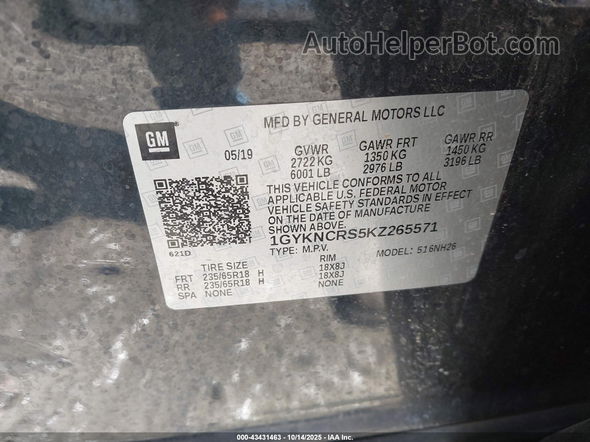 AutoHelperBot.com
GM
MFD BY GENERAL MOTORS LLC
05/19
GVWR GAWR FRT GAWR RR
2722 KG 1350 KG 1450 KG
6001 LB 2976 LB 3196 LB
THIS VEHICLE CONFORMS TO ALL
APPLICABLE U.S. FEDERAL MOTOR
VEHICLE SAFETY STANDARDS IN EFFECT ON
THE DATE OF MANUFACTURE SHOWN ABOVE.
1GYKNCRS5KZ265571
621D
TYPE: M.P.V. MODEL: 516NH26
TIRE SIZE RIM
FRT 235/65R18 H 18X8J
RR 235/65R18 H 18X8J
SPA NONE NONE
000-43431463 - 10/14/2025 - IAA Inc.